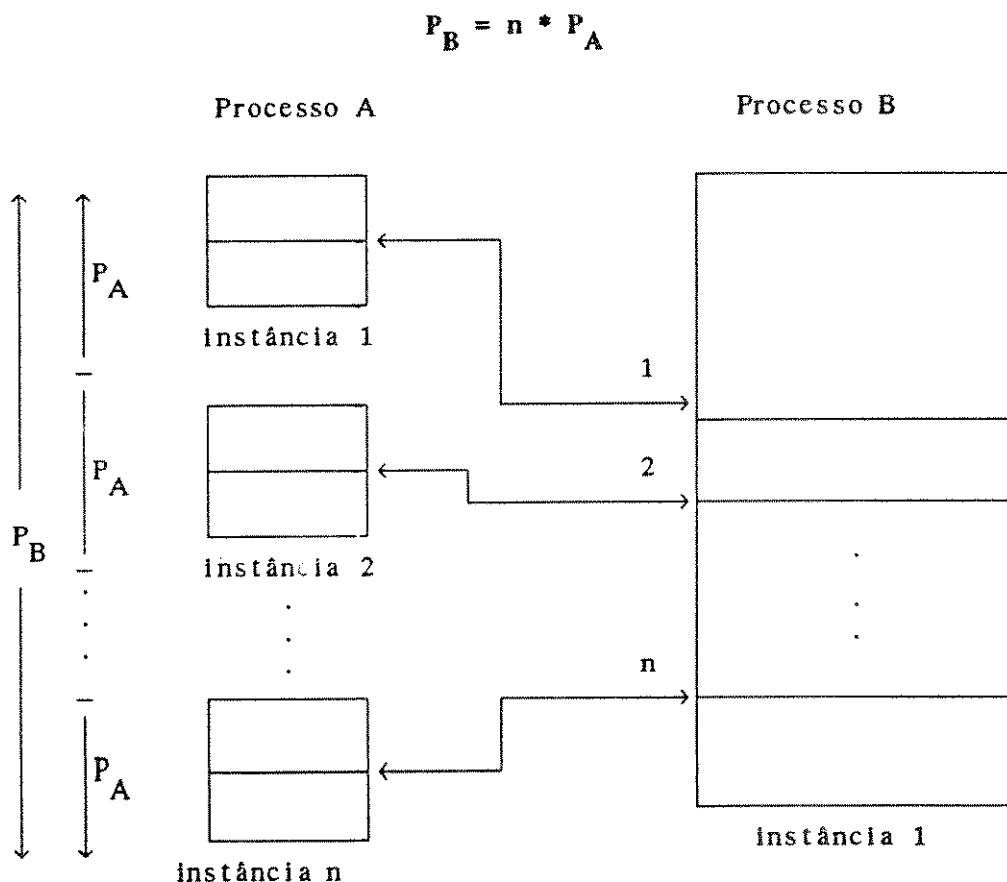 P_B = n * P_A
Processo A
Processo B
P_A
instância 1
1
P_A
2
P_B
instância 2
n
P_A
instância 1
instância n